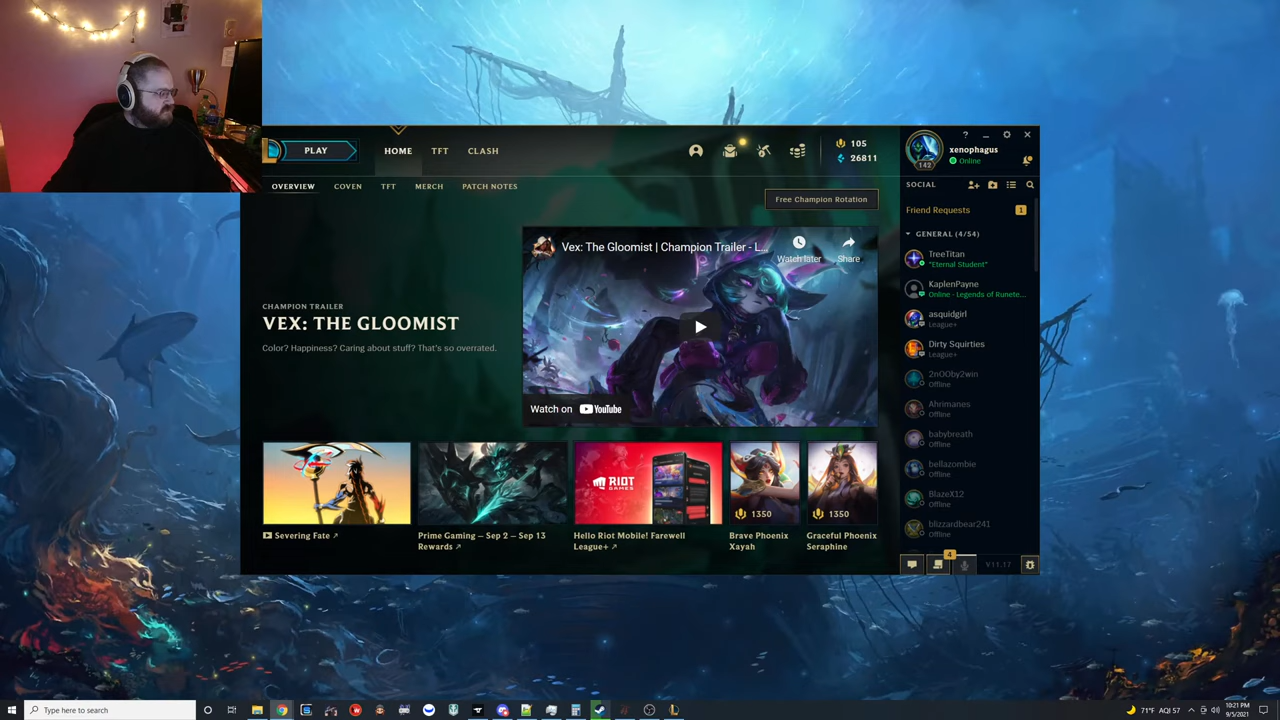 PLAY
HOME
TFT
CLASH
105
26811
142
?
xenophagus
Online
OVERVIEW
COVEN
TFT
MERCH
PATCH NOTES
Free Champion Rotation
SOCIAL
Friend Requests
1
GENERAL (4/54)
TreeTitan
"Eternal Student"
KaplenPayne
Online - Legends of Runete...
asquidgirl
League+
Dirty Squirties
League+
2nOOby2win
Offline
Ahrimanes
Offline
babybreath
Offline
bellazombie
Offline
BlazeX12
Offline
blizzardbear241
Offline
Vex: The Gloomist | Champion Trailer - L...
Watch later
Share
Watch on YouTube
CHAMPION TRAILER
VEX: THE GLOOMIST
Color? Happiness? Caring about stuff? That's so overrated.
RIOT
GAMES
1350
1350
Severing Fate
Prime Gaming – Sep 2 – Sep 13
Rewards
Hello Riot Mobile! Farewell
League+
Brave Phoenix
Xayah
Graceful Phoenix
Seraphine
4
V11.17
Type here to search
71°F AQI 57
10:21 PM
9/5/2021